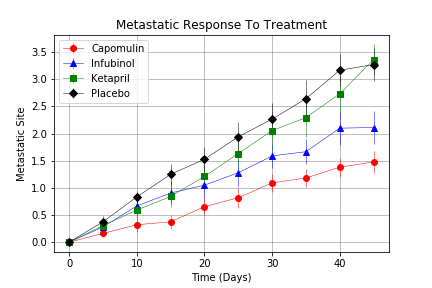 Metastatic Response To Treatment
Capomulin
Infubinol
Ketapril
Placebo
Metastatic Site
3.5
3.0
2.5
2.0
1.5
1.0
0.5
0.0
0 10 20 30 40
Time (Days)